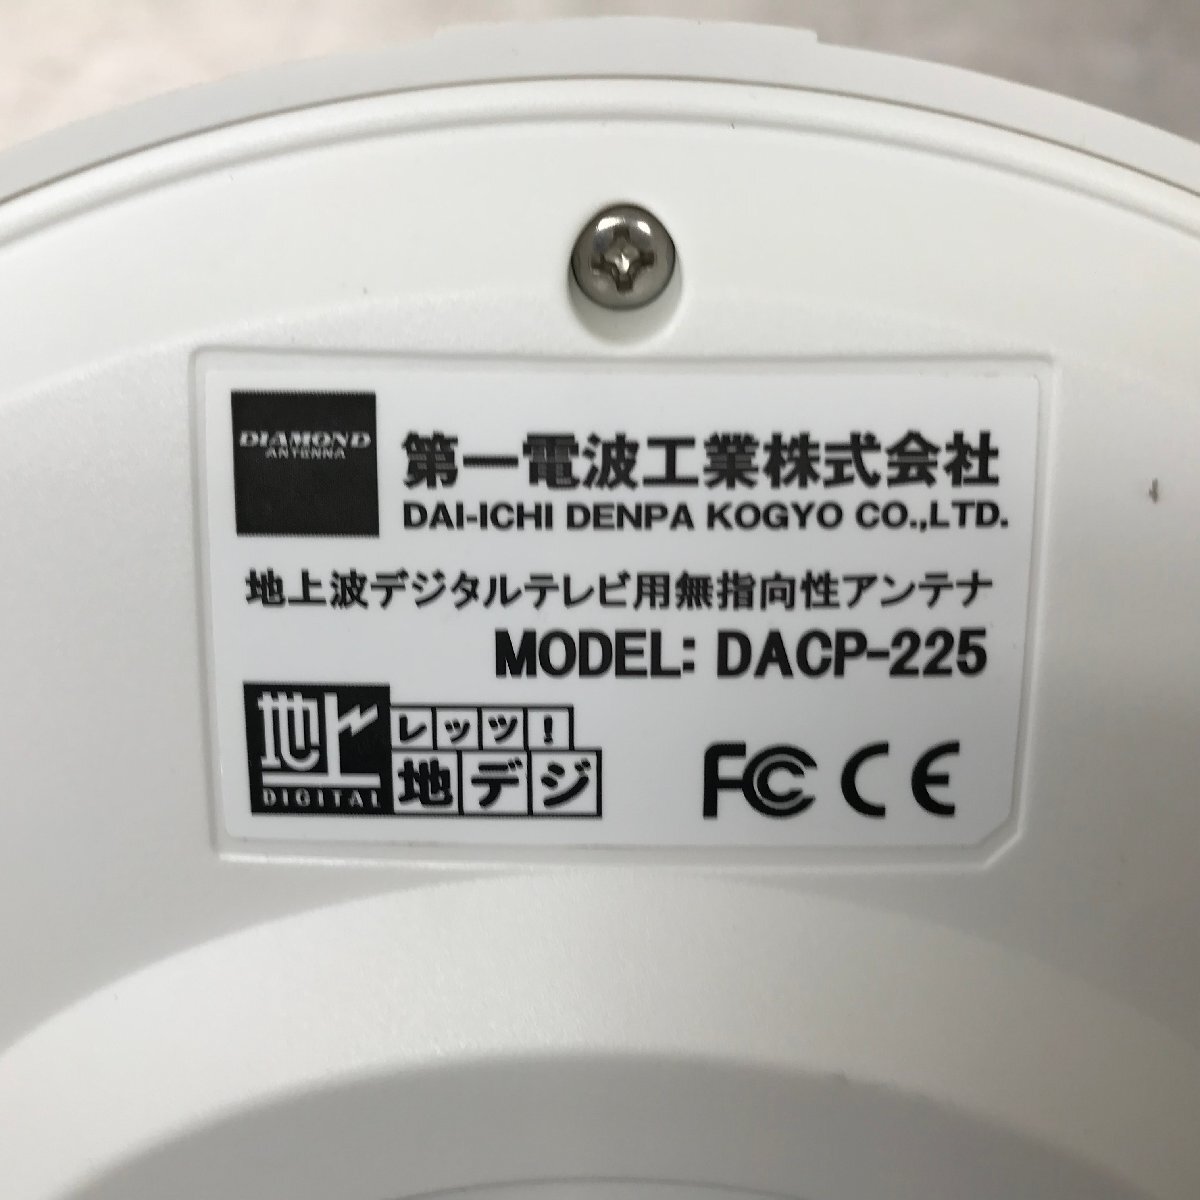 DIAMOND
ANTENNA
第一電波工業株式会社
DAI-ICHI DENPA KOGYO CO.,LTD.
地上波デジタルテレビ用無指向性アンテナ
MODEL: DACP-225
地上
DIGITAL
レッツ!
地デジ
FCC CE